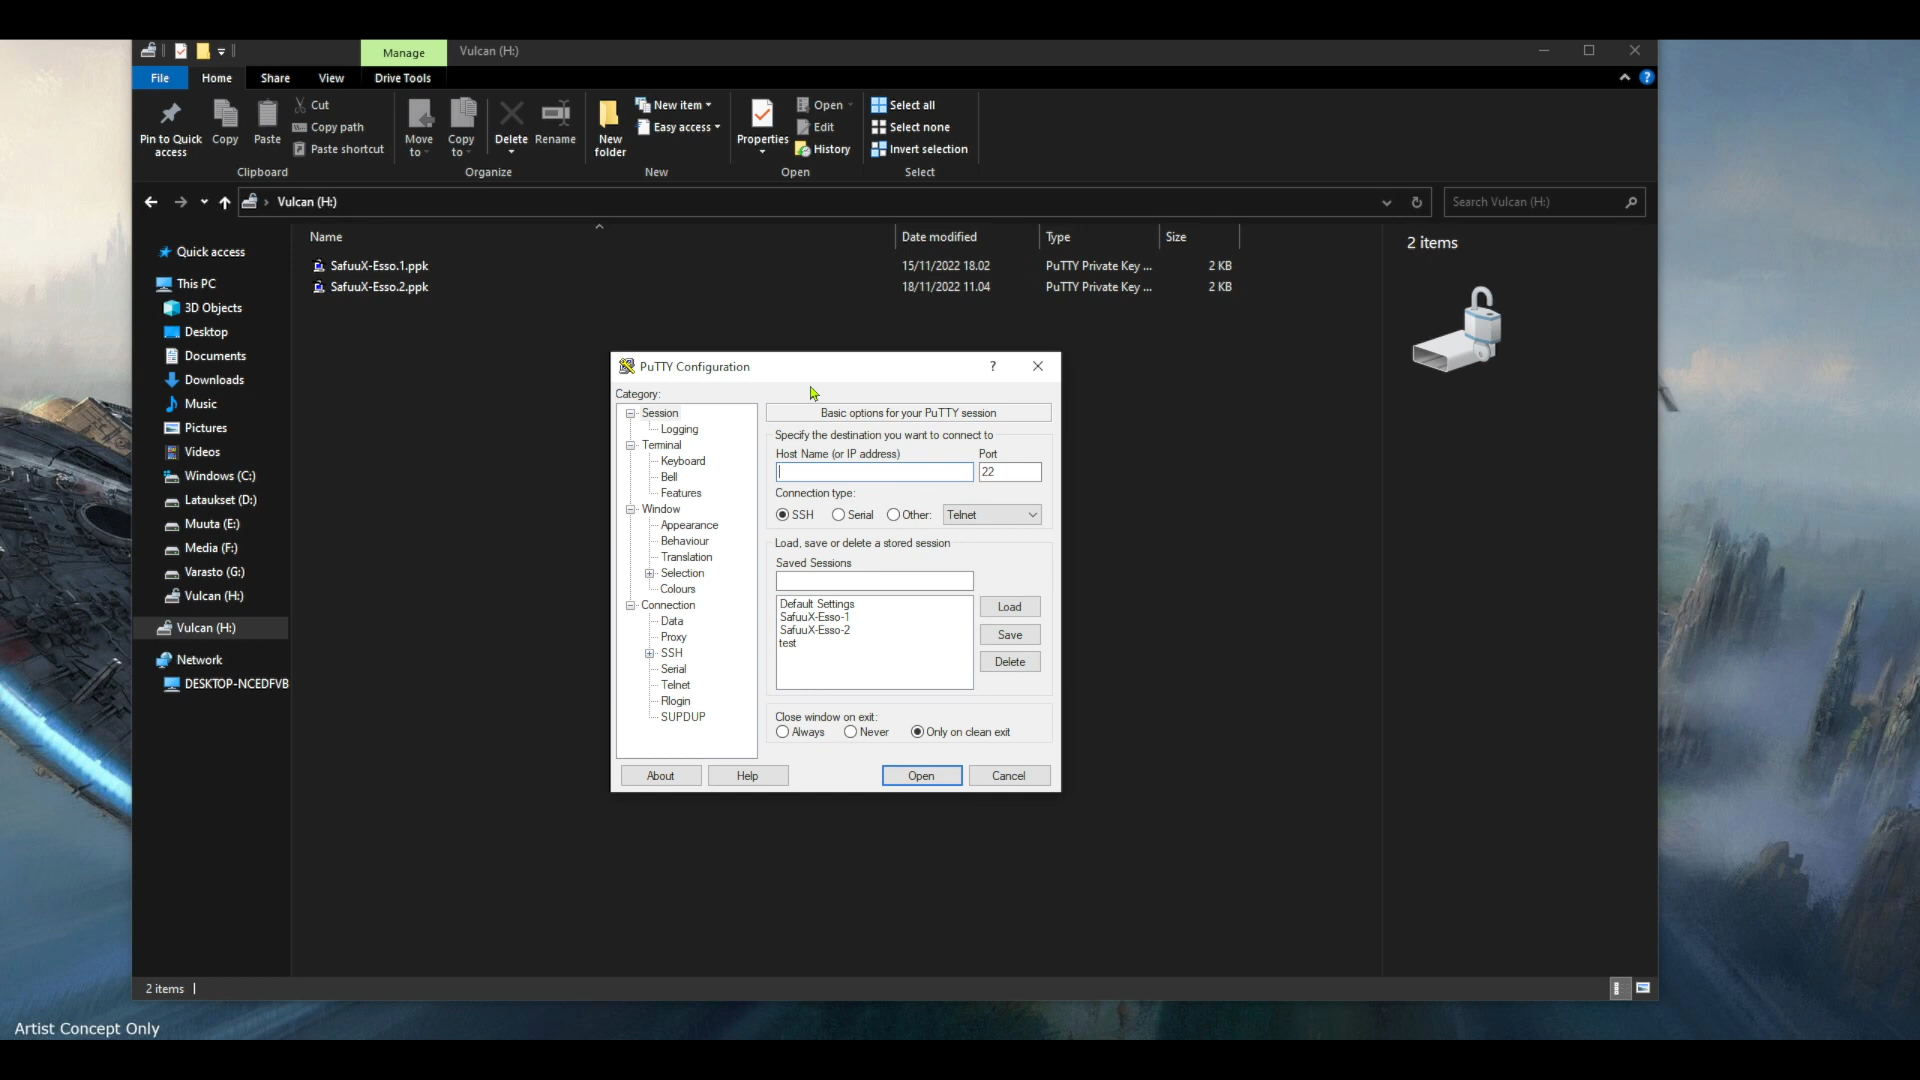 Manage
Vulcan (H:)
File
Home
Share
View
Drive Tools
Pin to Quick access
Copy
Paste
Cut
Copy path
Paste shortcut
Move to
Copy to
Delete
Rename
New folder
New item
Easy access
Properties
Open
Edit
History
Select all
Select none
Invert selection
Clipboard
Organize
New
Open
Select
Vulcan (H:)
Search Vulcan (H:)
Quick access
This PC
3D Objects
Desktop
Documents
Downloads
Music
Pictures
Videos
Windows (C:)
Lataukset (D:)
Muuta (E:)
Media (F:)
Varasto (G:)
Vulcan (H:)
Vulcan (H:)
Network
DESKTOP-NCEDFVB
Name
Date modified
Type
Size
SafuuX-Esso.1.ppk
15/11/2022 18.02
PuTTY Private Key ...
2 KB
SafuuX-Esso.2.ppk
18/11/2022 11.04
PuTTY Private Key ...
2 KB
2 items
PuTTY Configuration
?
Category:
Session
Logging
Terminal
Keyboard
Bell
Features
Window
Appearance
Behaviour
Translation
Selection
Colours
Connection
Data
Proxy
SSH
Serial
Telnet
Rlogin
SUPDUP
Basic options for your PuTTY session
Specify the destination you want to connect to
Host Name (or IP address)
Port
22
Connection type:
SSH
Serial
Other:
Telnet
Load, save or delete a stored session
Saved Sessions
Default Settings
SafuuX-Esso-1
SafuuX-Esso-2
test
Load
Save
Delete
Close window on exit:
Always
Never
Only on clean exit
About
Help
Open
Cancel
2 items
Artist Concept Only